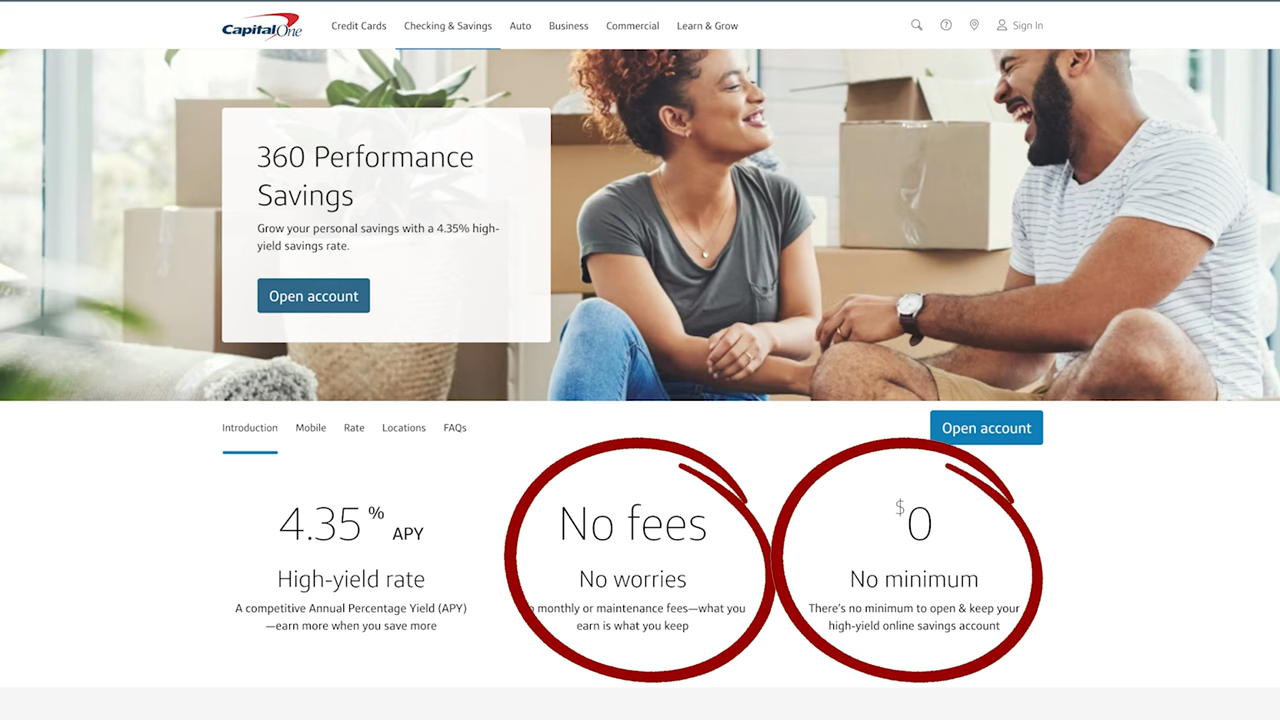 CapitalOne
Credit Cards
Checking & Savings
Auto
Business
Commercial
Learn & Grow
Sign In
360 Performance
Savings
Grow your personal savings with a 4.35% high-
yield savings rate.
Open account
Introduction
Mobile
Rate
Locations
FAQs
Open account
4.35 % APY
High-yield rate
A competitive Annual Percentage Yield (APY)
—earn more when you save more
No fees
No worries
monthly or maintenance fees—what you
earn is what you keep
$0
No minimum
There's no minimum to open & keep your
high-yield online savings account